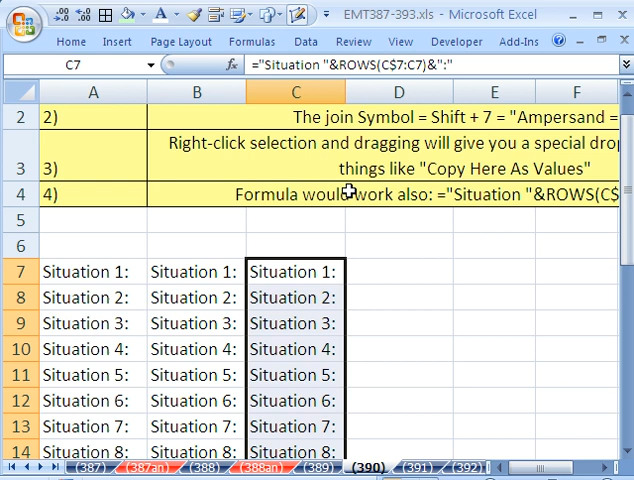 EMT387-393.xls - Microsoft Excel
Home Insert Page Layout Formulas Data Review View Developer Add-Ins
C7 fx ="Situation "&ROWS(C$7:C7)&":"
A B C D E F
2 2) The join Symbol = Shift + 7 = "Ampersand =
Right-click selection and dragging will give you a special drop
3 3) things like "Copy Here As Values"
4 4) Formula would work also: ="Situation "&ROWS(C$
5
6
7 Situation 1: Situation 1: Situation 1:
8 Situation 2: Situation 2: Situation 2:
9 Situation 3: Situation 3: Situation 3:
10 Situation 4: Situation 4: Situation 4:
11 Situation 5: Situation 5: Situation 5:
12 Situation 6: Situation 6: Situation 6:
13 Situation 7: Situation 7: Situation 7:
14 Situation 8: Situation 8: Situation 8:
(387) (387an) (388) (388an) (389) (390) (391) (392)